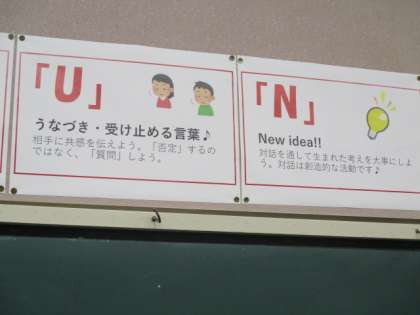 「U」
うなづき・受け止める言葉♪
相手に共感を伝えよう。「否定」するの
ではなく、「質問」しよう。
「N」
New idea!!
対話を通して生まれた考えを大事にしよ
う。対話は創造的な活動です♪